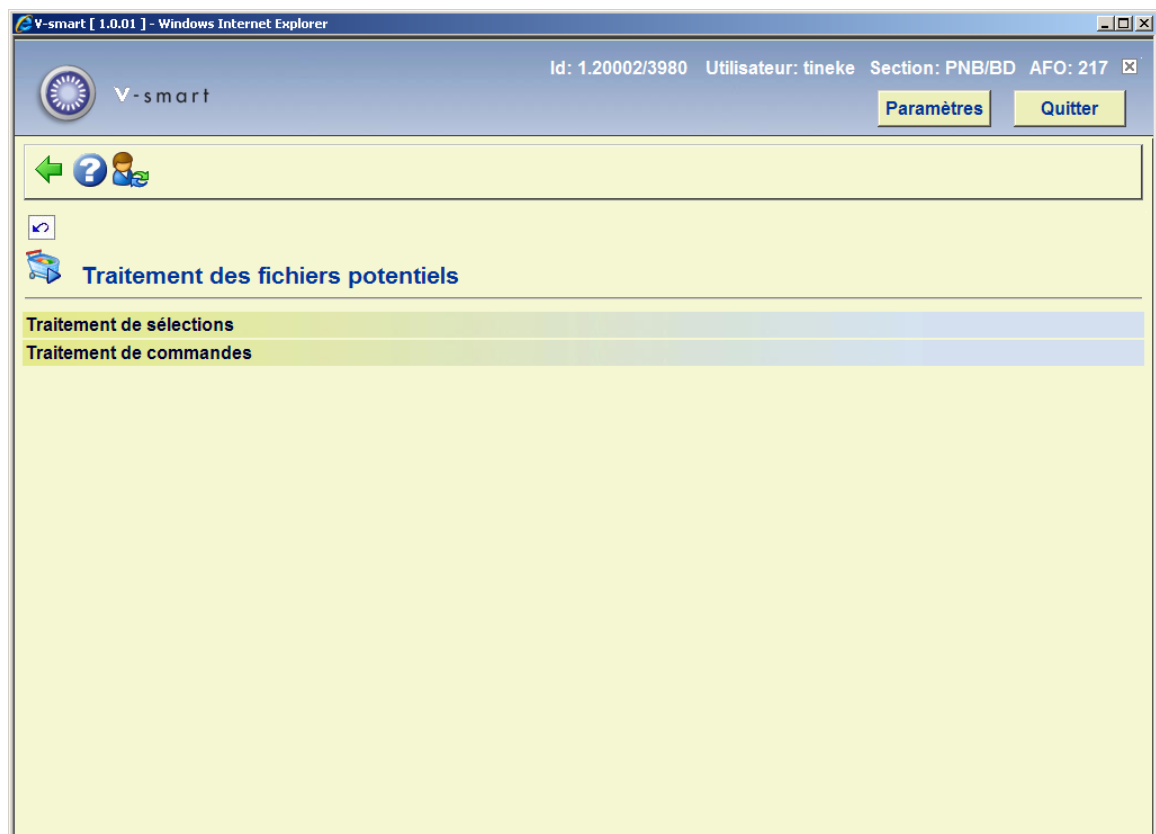 V-smart [ 1.0.01 ] - Windows Internet Explorer
Id: 1.20002/3980 Utilisateur: tineke Section: PNB/BD AFO: 217
V-smart
Paramètres Quitter
Traitement des fichiers potentiels
Traitement de sélections
Traitement de commandes